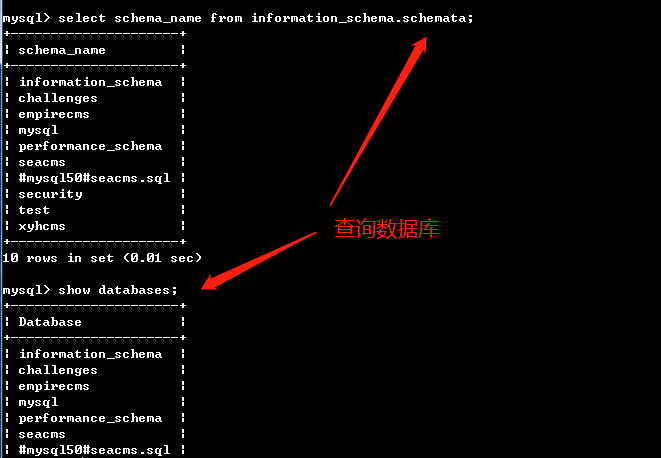 mysql> select schema_name from information_schema.schemata;
+--------------------+
| schema_name        |
+--------------------+
| information_schema |
| challenges         |
| empirecms          |
| mysql              |
| performance_schema |
| seacms             |
| #mysql50#seacms.sql |
| security           |
| test               |
| xyhcms             |
+--------------------+
查询数据库
10 rows in set (0.01 sec)
mysql> show databases;
+--------------------+
| Database           |
+--------------------+
| information_schema |
| challenges         |
| empirecms          |
| mysql              |
| performance_schema |
| seacms             |
| #mysql50#seacms.sql |